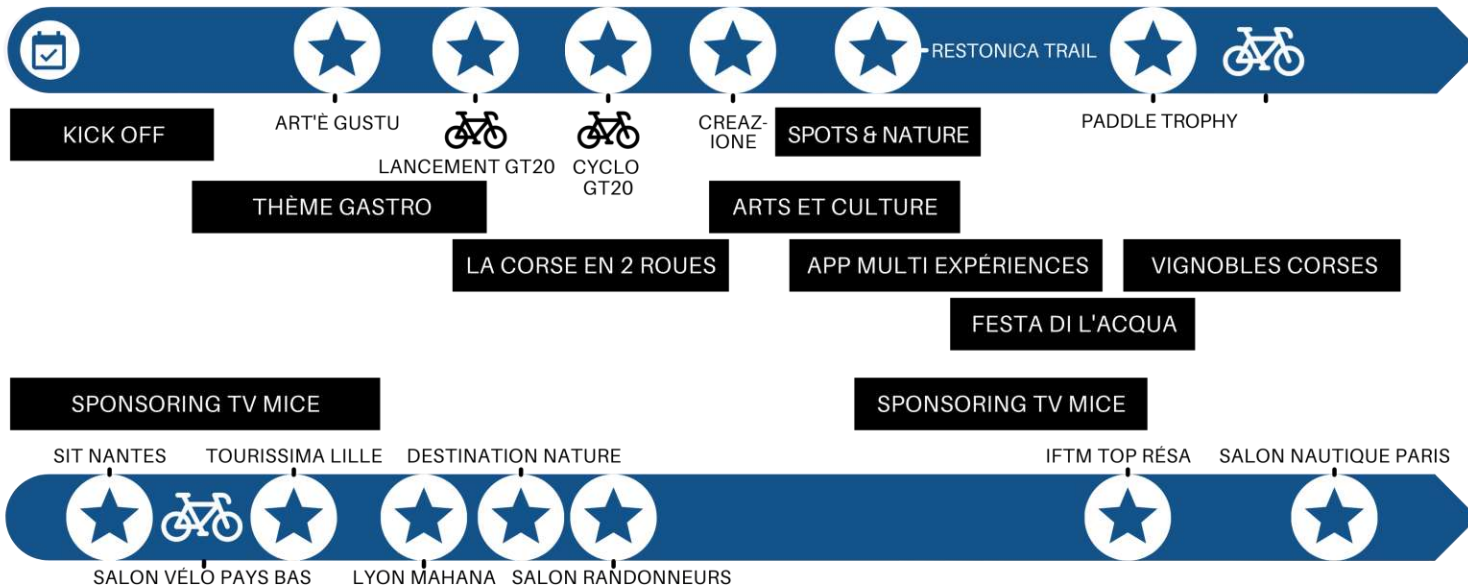 RESTONICA TRAIL
KICK OFF
ART'È GUSTU
LANCEMENT GT20
CYCLO
GT20
CREAZ-
IONE
SPOTS & NATURE
PADDLE TROPHY
THÈME GASTRO
ARTS ET CULTURE
LA CORSE EN 2 ROUES
APP MULTI EXPÉRIENCES
VIGNOBLES CORSES
FESTA DI L'ACQUA
SPONSORING TV MICE
SPONSORING TV MICE
SIT NANTES
TOURISSIMA LILLE
DESTINATION NATURE
IFTM TOP RÉSA
SALON NAUTIQUE PARIS
SALON VÉLO PAYS BAS
LYON MAHANA
SALON RANDONNEURS